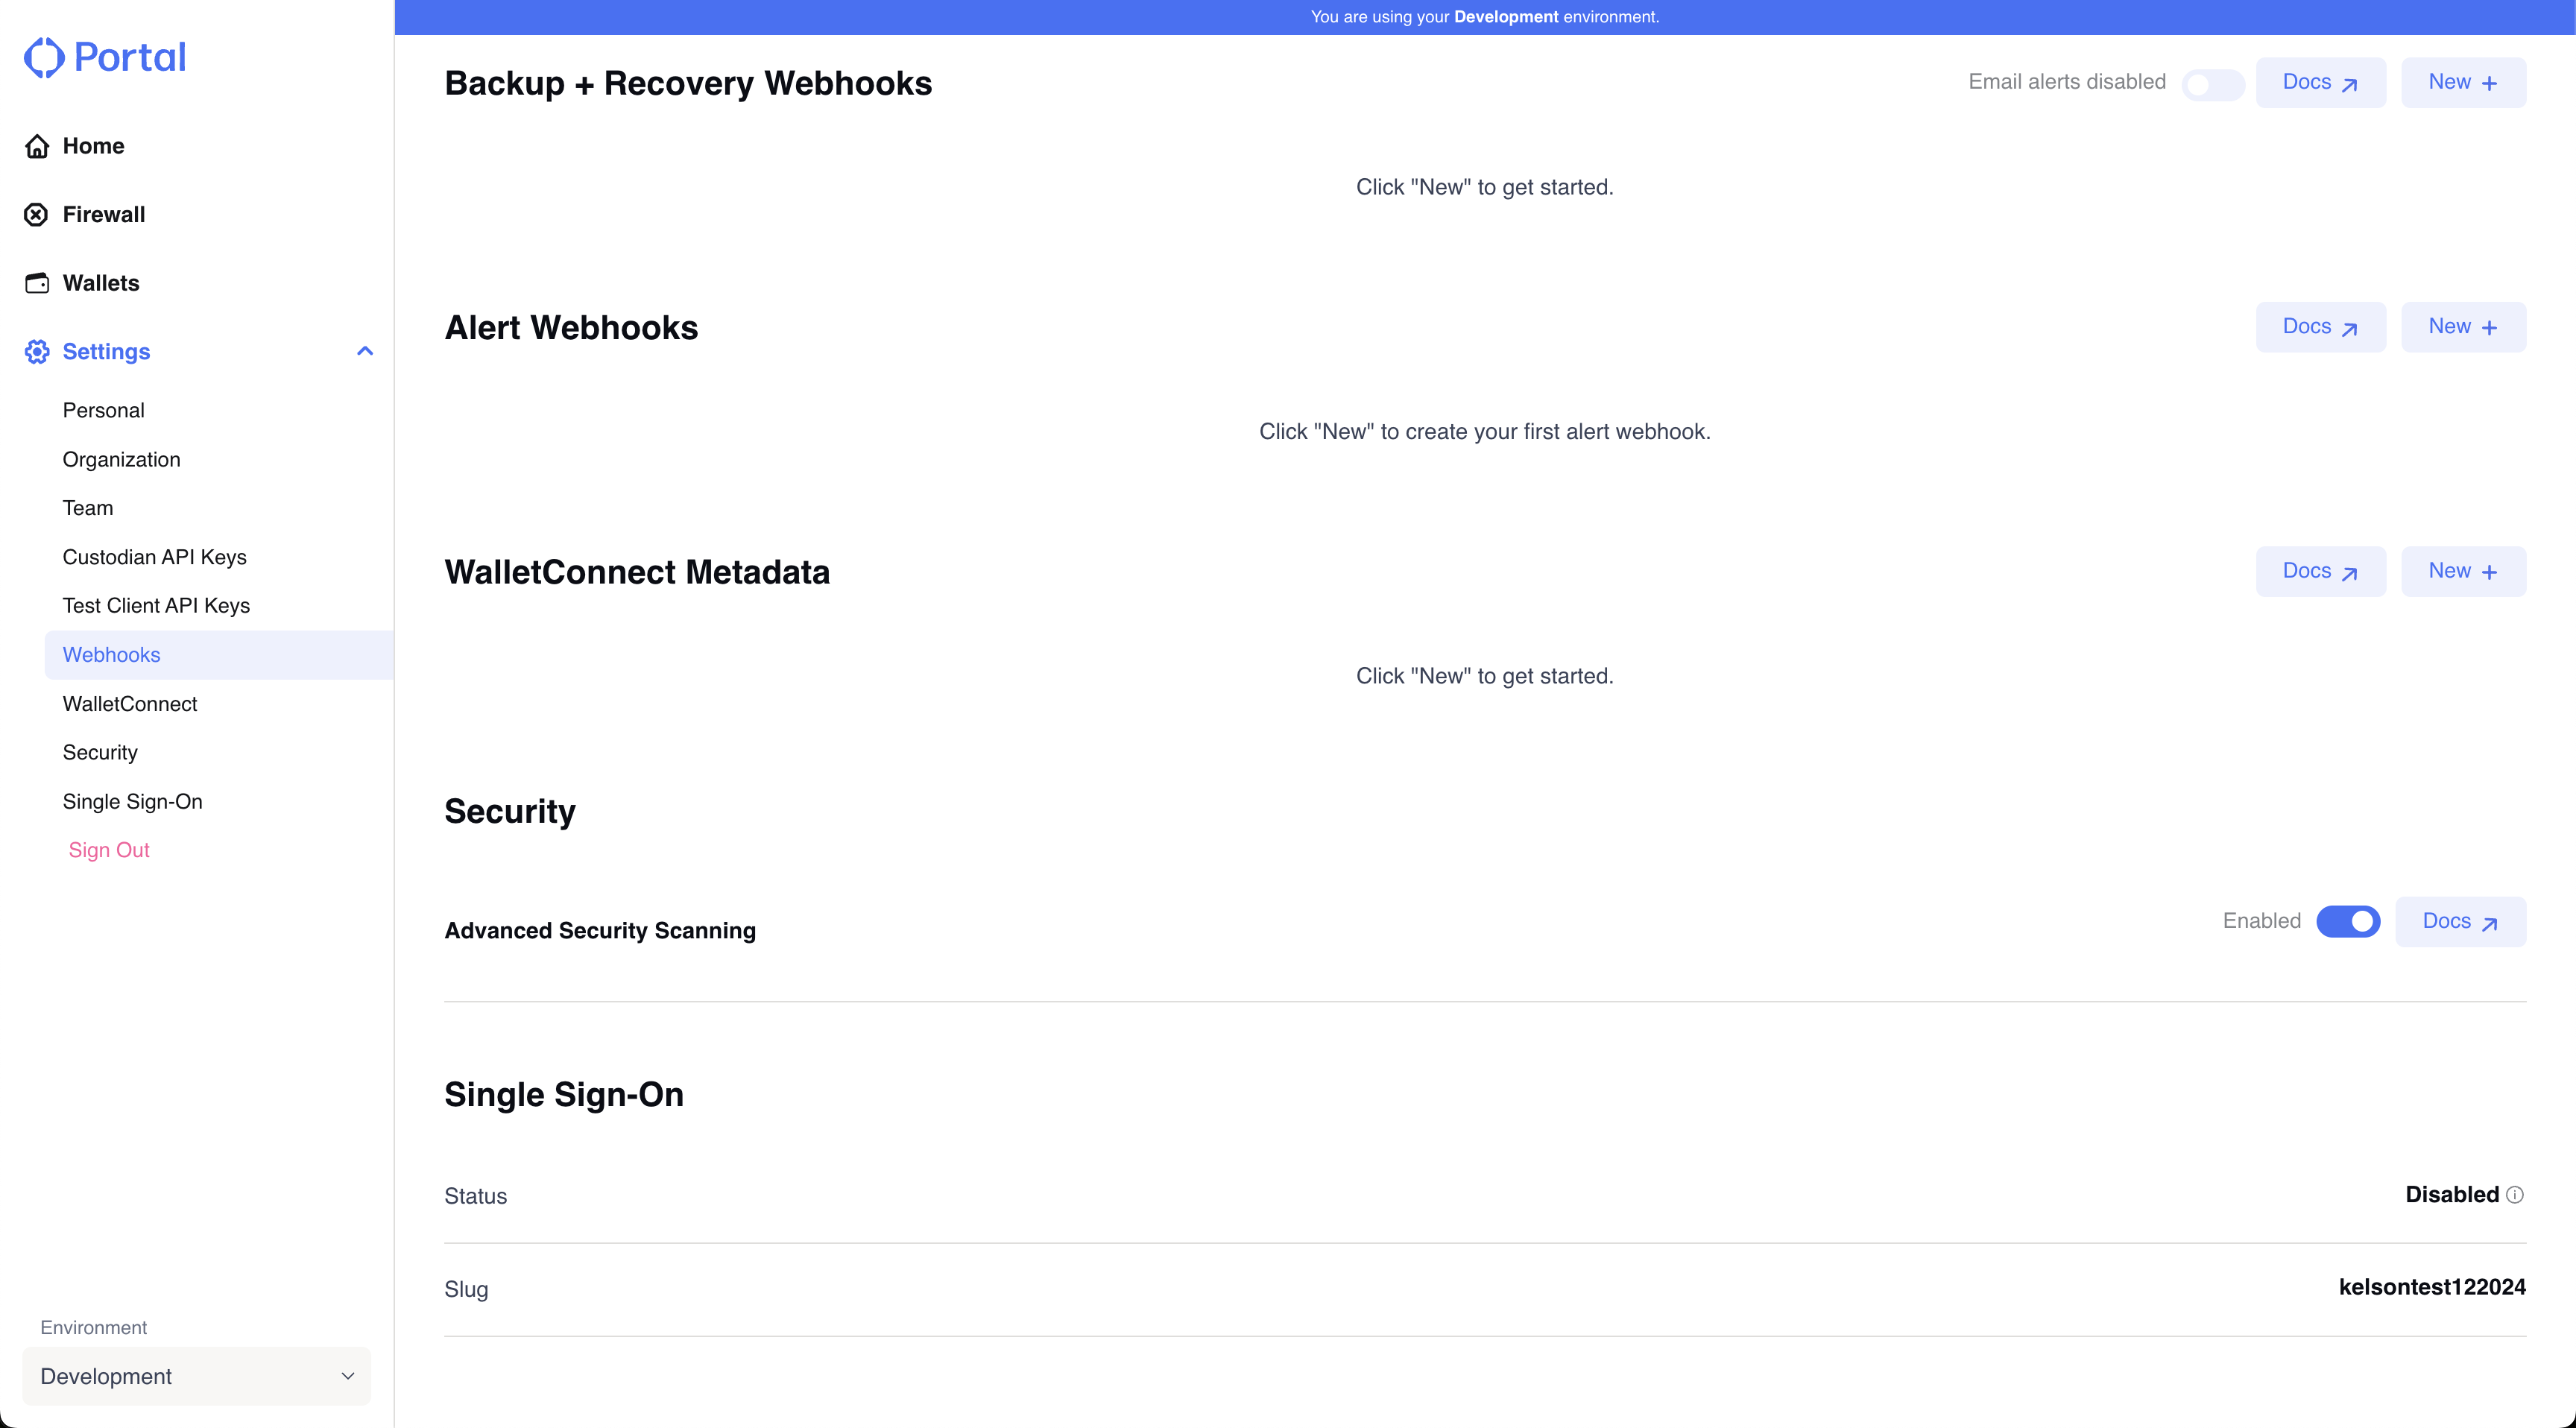 Portal
Home
Firewall
Wallets
Settings
Personal
Organization
Team
Custodian API Keys
Test Client API Keys
Webhooks
WalletConnect
Security
Single Sign-On
Sign Out
Environment
Development
You are using your Development environment.
Backup + Recovery Webhooks
Email alerts disabled
Docs
New
Click "New" to get started.
Alert Webhooks
Docs
New
Click "New" to create your first alert webhook.
WalletConnect Metadata
Docs
New
Click "New" to get started.
Security
Advanced Security Scanning
Enabled
Docs
Single Sign-On
Status
Disabled
Slug
kelsontest122024